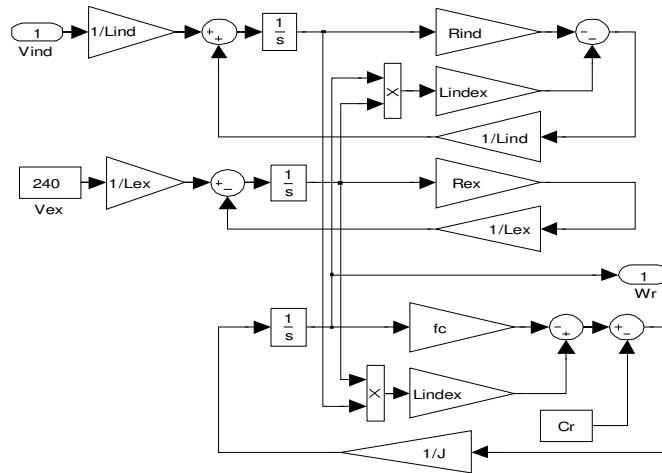 1
Vind
1/Lind
+ +
1
s
Rind
- -
Lindex
X
1/Lind
240
Vex
1/Lex
+ -
1
s
Rex
1/Lex
1
Wr
1
s
fc
- +
+ -
X
Lindex
Cr
1/J